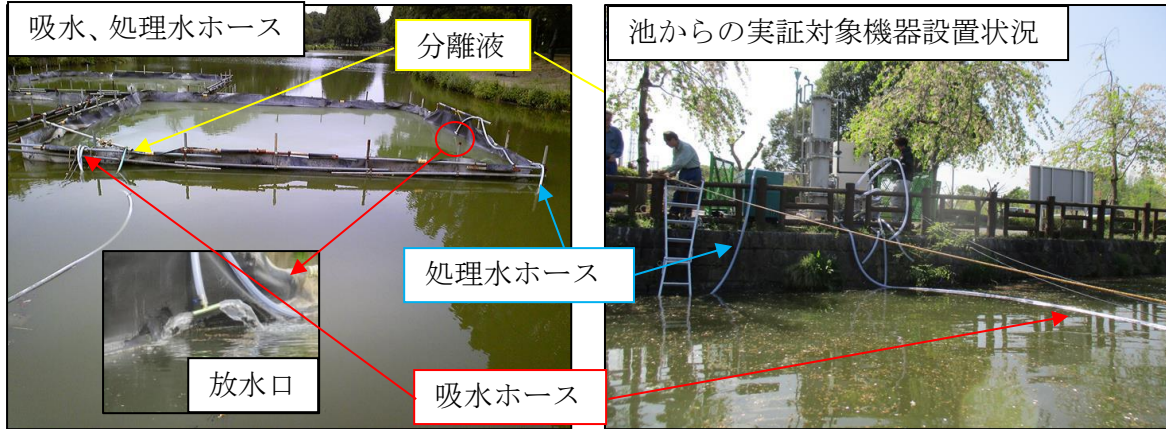 吸水、処理水ホース
分離液
池からの実証対象機器設置状況
処理水ホース
放水口
吸水ホース